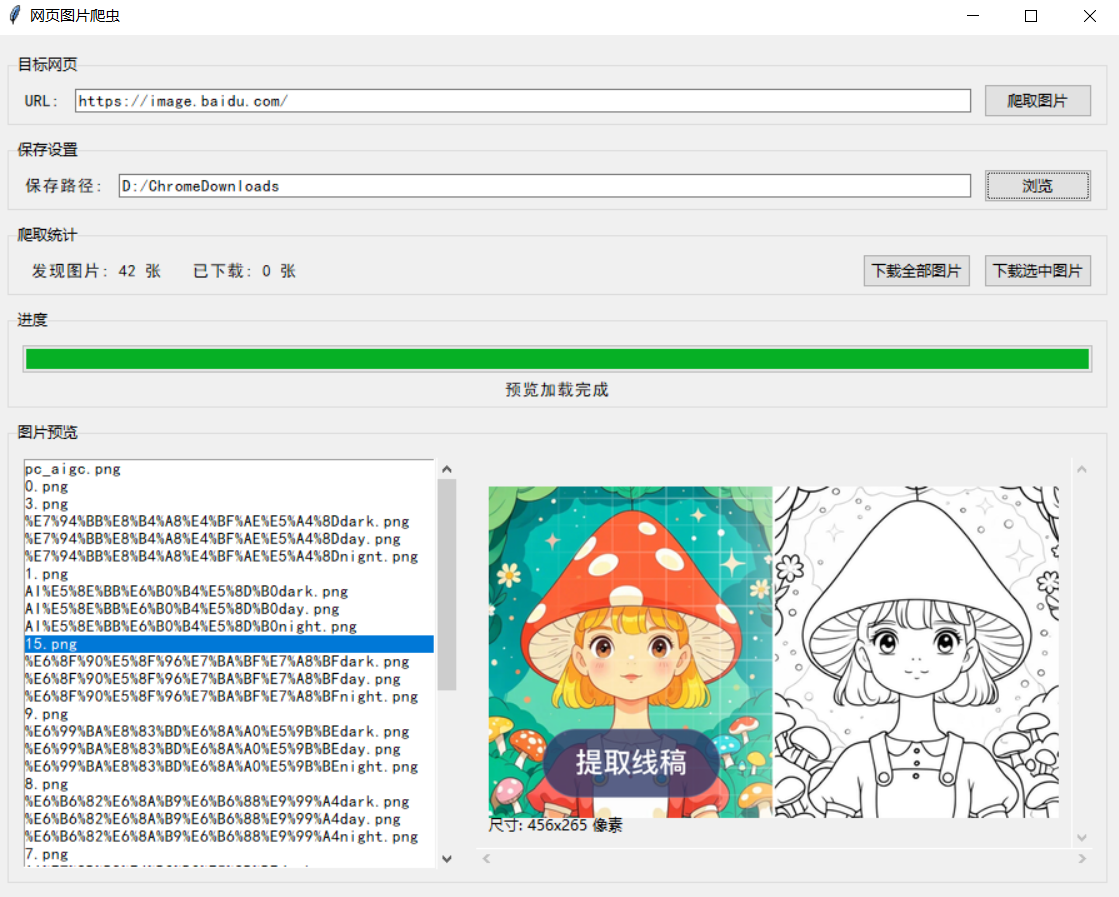 网页图片爬虫
目标网页
URL: https://image.baidu.com/ 爬取图片
保存设置
保存路径: D:/ChromeDownloads 浏览
爬取统计
发现图片: 42 张 已下载: 0 张 下载全部图片 下载选中图片
进度
预览加载完成
图片预览
pc_aigc.png
0.png
3.png
%E7%94%BB%E8%B4%A8%E4%BF%AE%E5%A4%8Ddark.png
%E7%94%BB%E8%B4%A8%E4%BF%AE%E5%A4%8Dday.png
%E7%94%BB%E8%B4%A8%E4%BF%AE%E5%A4%8Dnignt.png
1.png
AI%E5%8E%BB%E6%B0%B4%E5%8D%B0dark.png
AI%E5%8E%BB%E6%B0%B4%E5%8D%B0day.png
AI%E5%8E%BB%E6%B0%B4%E5%8D%B0night.png
15.png
%E6%8F%90%E5%8F%96%E7%BA%BF%E7%A8%BFdark.png
%E6%8F%90%E5%8F%96%E7%BA%BF%E7%A8%BFday.png
%E6%8F%90%E5%8F%96%E7%BA%BF%E7%A8%BFnight.png
9.png
%E6%99%BA%E8%83%BD%E6%8A%A0%E5%9B%BEdark.png
%E6%99%BA%E8%83%BD%E6%8A%A0%E5%9B%BEday.png
%E6%99%BA%E8%83%BD%E6%8A%A0%E5%9B%BEnight.png
8.png
%E6%B6%82%E6%8A%B9%E6%B6%88%E9%99%A4dark.png
%E6%B6%82%E6%8A%B9%E6%B6%88%E9%99%A4day.png
%E6%B6%82%E6%8A%B9%E6%B6%88%E9%99%A4night.png
7.png
提取线稿
尺寸: 456x265 像素